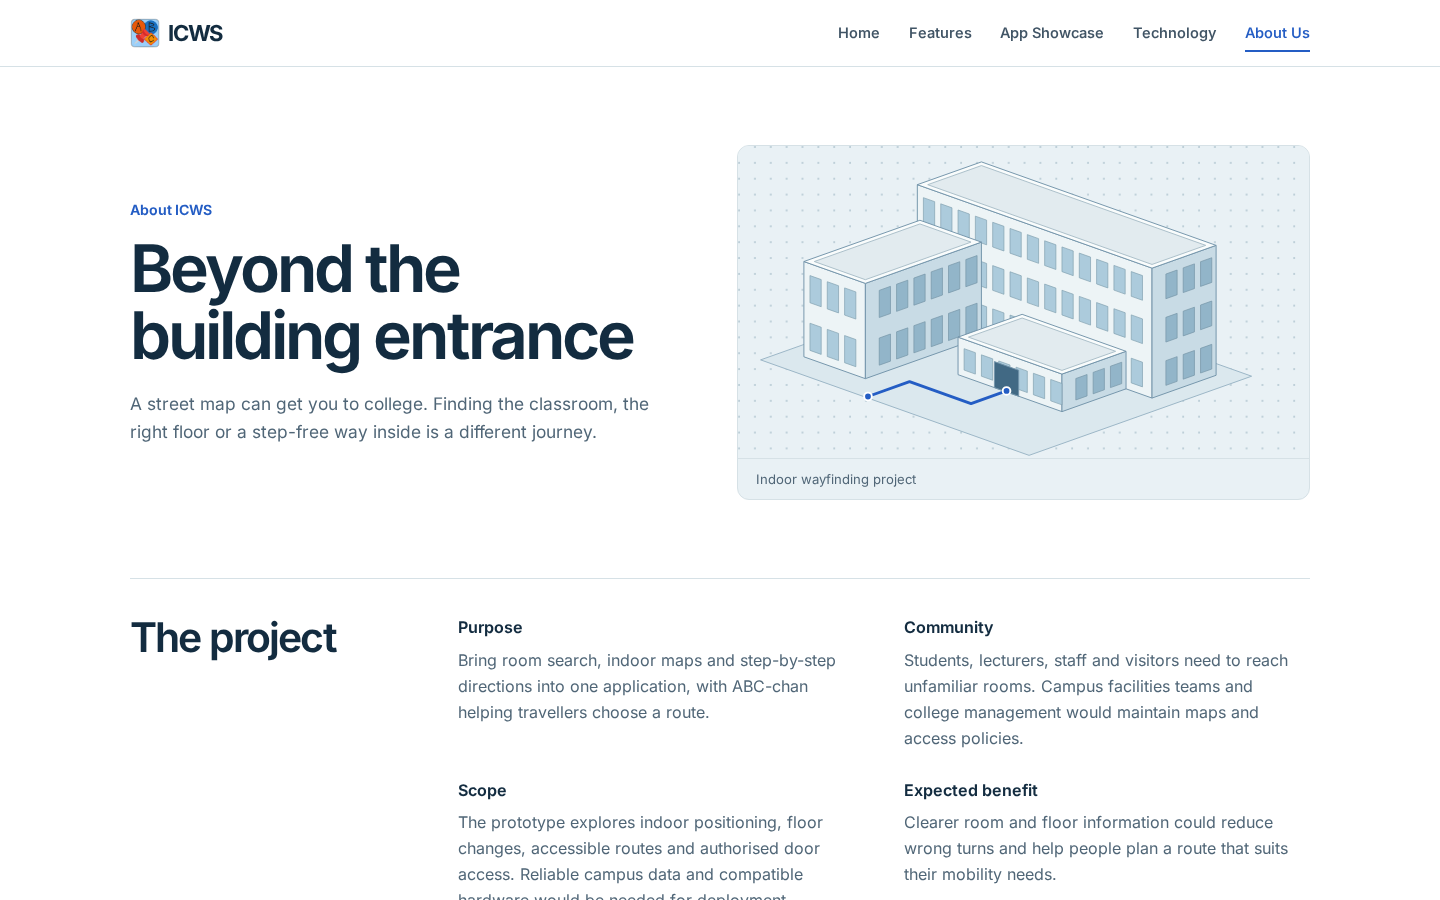 ICWS
Home
Features
App Showcase
Technology
About Us
About ICWS
Beyond the
building entrance
A street map can get you to college. Finding the classroom, the
right floor or a step-free way inside is a different journey.
Indoor wayfinding project
The project
Purpose
Bring room search, indoor maps and step-by-step
directions into one application, with ABC-chan
helping travellers choose a route.
Community
Students, lecturers, staff and visitors need to reach
unfamiliar rooms. Campus facilities teams and
college management would maintain maps and
access policies.
Scope
The prototype explores indoor positioning, floor
changes, accessible routes and authorised door
access. Reliable campus data and compatible
hardware would be needed for deployment.
Expected benefit
Clearer room and floor information could reduce
wrong turns and help people plan a route that suits
their mobility needs.